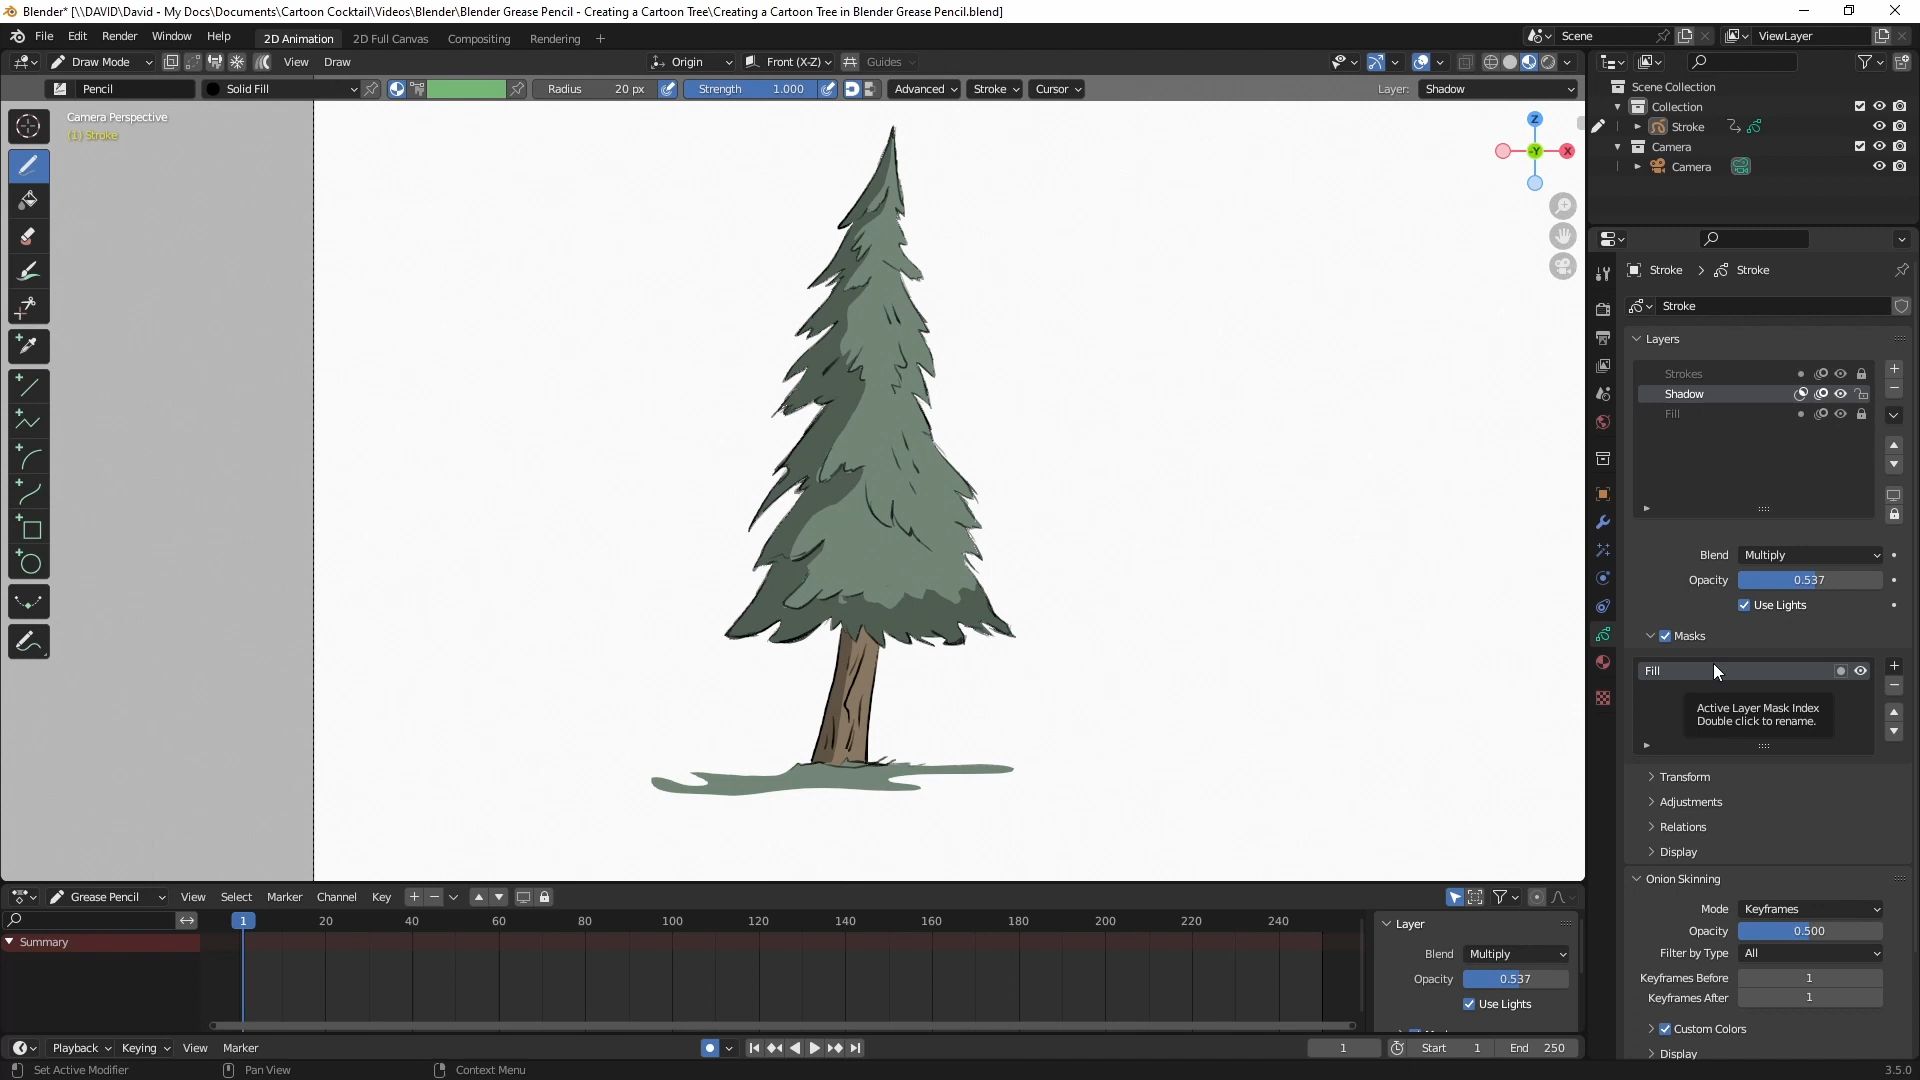 Blender* [\\DAVID\David - My Docs\Documents\Cartoon Cocktail\Videos\Blender\Blender Grease Pencil - Creating a Cartoon Tree\Creating a Cartoon Tree in Blender Grease Pencil.blend]
File Edit Render Window Help 2D Animation 2D Full Canvas Compositing Rendering + Scene ViewLayer
Draw Mode View Draw Origin Front (X-Z) Guides
Pencil Solid Fill Radius 20 px Strength 1.000 Advanced Stroke Cursor Layer: Shadow
Camera Perspective
(1) Stroke
Z
-Y X
Scene Collection
Collection
Stroke
Camera
Camera
Stroke > Stroke
Stroke
Layers
Strokes
Shadow
Fill
Blend Multiply
Opacity 0.537
Use Lights
Masks
Fill
Active Layer Mask Index
Double click to rename.
Transform
Adjustments
Relations
Display
Onion Skinning
Mode Keyframes
Opacity 0.500
Filter by Type All
Keyframes Before 1
Keyframes After 1
Custom Colors
Display
Grease Pencil View Select Marker Channel Key
1 20 40 60 80 100 120 140 160 180 200 220 240
Summary
Layer
Blend Multiply
Opacity 0.537
Use Lights
Playback Keying View Marker 1 Start 1 End 250
Set Active Modifier Pan View Context Menu 3.5.0